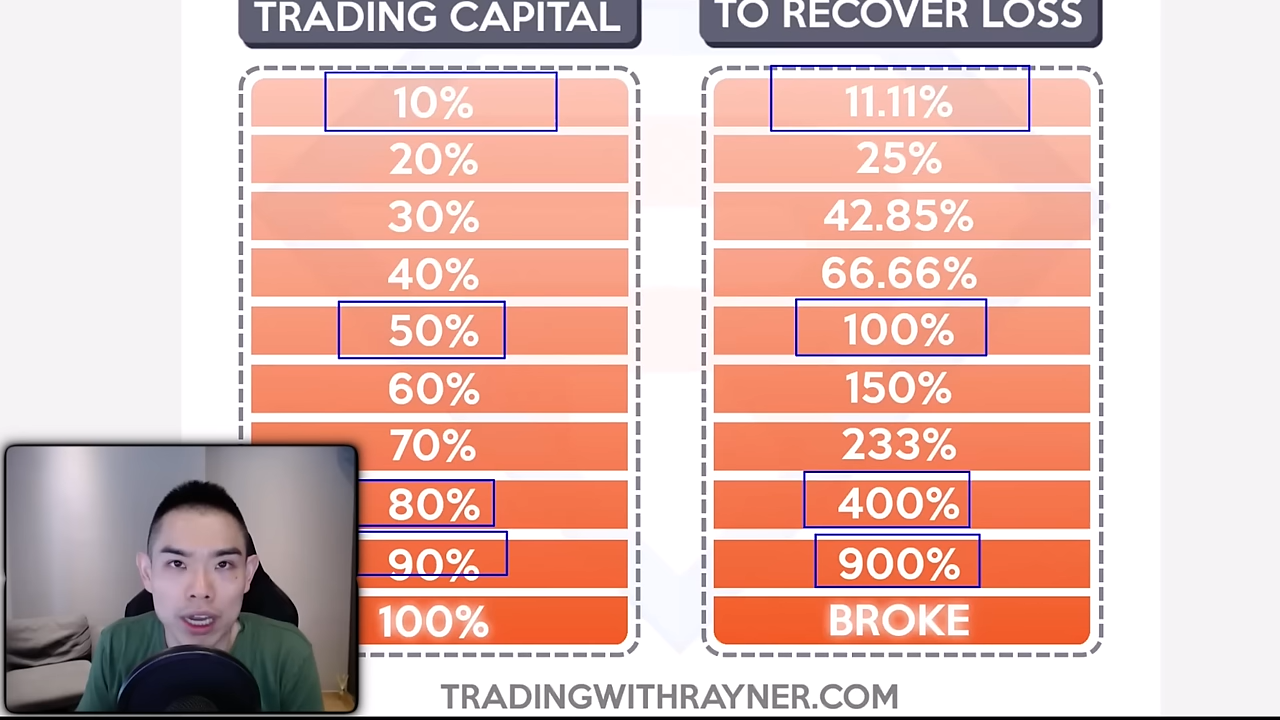 TRADING CAPITAL
TO RECOVER LOSS
10% 11.11%
20% 25%
30% 42.85%
40% 66.66%
50% 100%
60% 150%
70% 233%
80% 400%
90% 900%
100% BROKE
TRADINGWITHRAYNER.COM